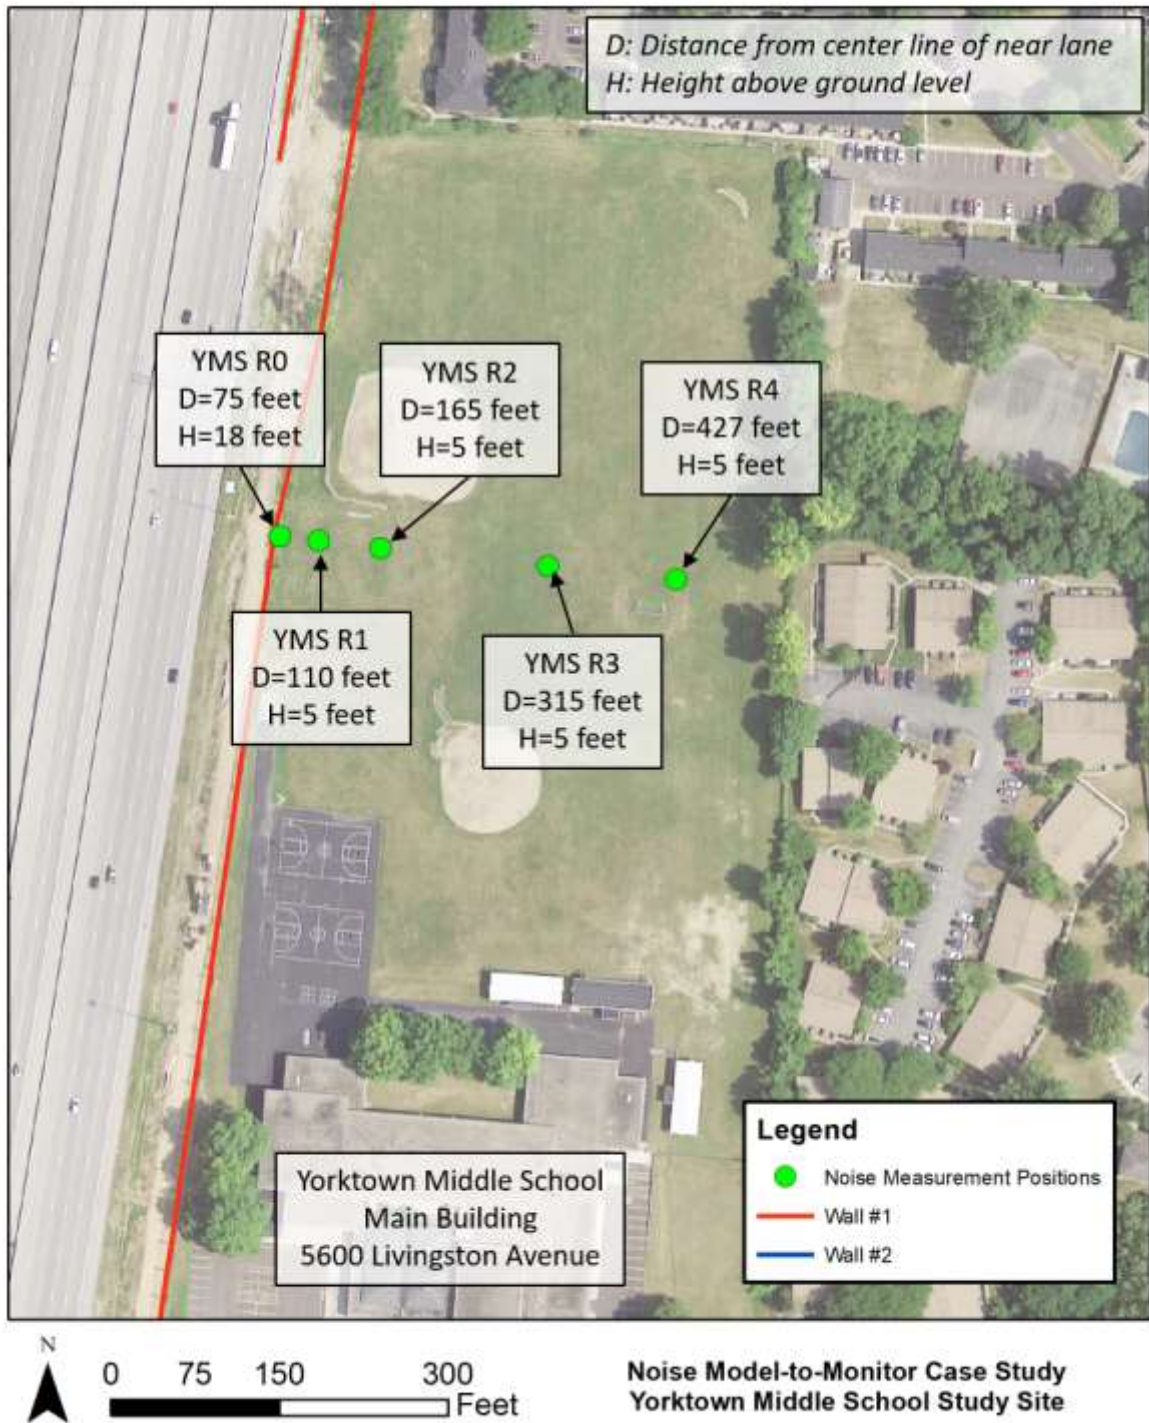 D: Distance from center line of near lane
H: Height above ground level
YMS R0
D=75 feet
H=18 feet
YMS R2
D=165 feet
H=5 feet
YMS R4
D=427 feet
H=5 feet
YMS R1
D=110 feet
H=5 feet
YMS R3
D=315 feet
H=5 feet
Yorktown Middle School
Main Building
5600 Livingston Avenue
Legend
Noise Measurement Positions
Wall #1
Wall #2
N
0 75 150 300
Feet
Noise Model-to-Monitor Case Study
Yorktown Middle School Study Site